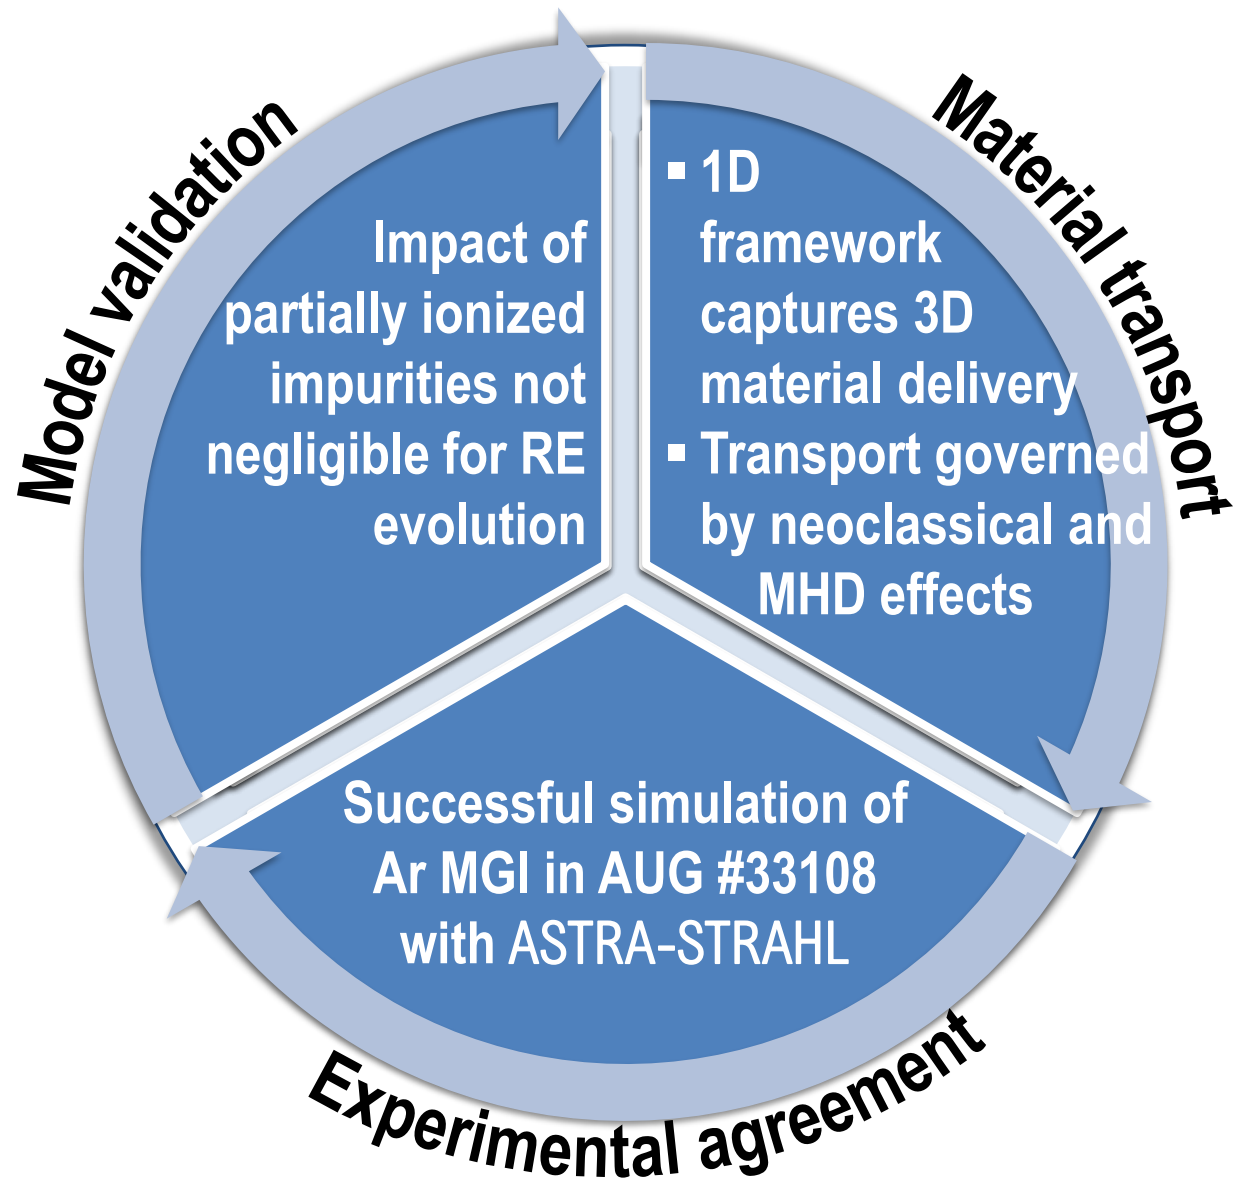 Model validation
Impact of
partially ionized
impurities not
negligible for RE
evolution
Material transport
▪ 1D
framework
captures 3D
material delivery
▪ Transport governed
by neoclassical and
MHD effects
Successful simulation of
Ar MGI in AUG #33108
with ASTRA-STRAHL
Experimental agreement